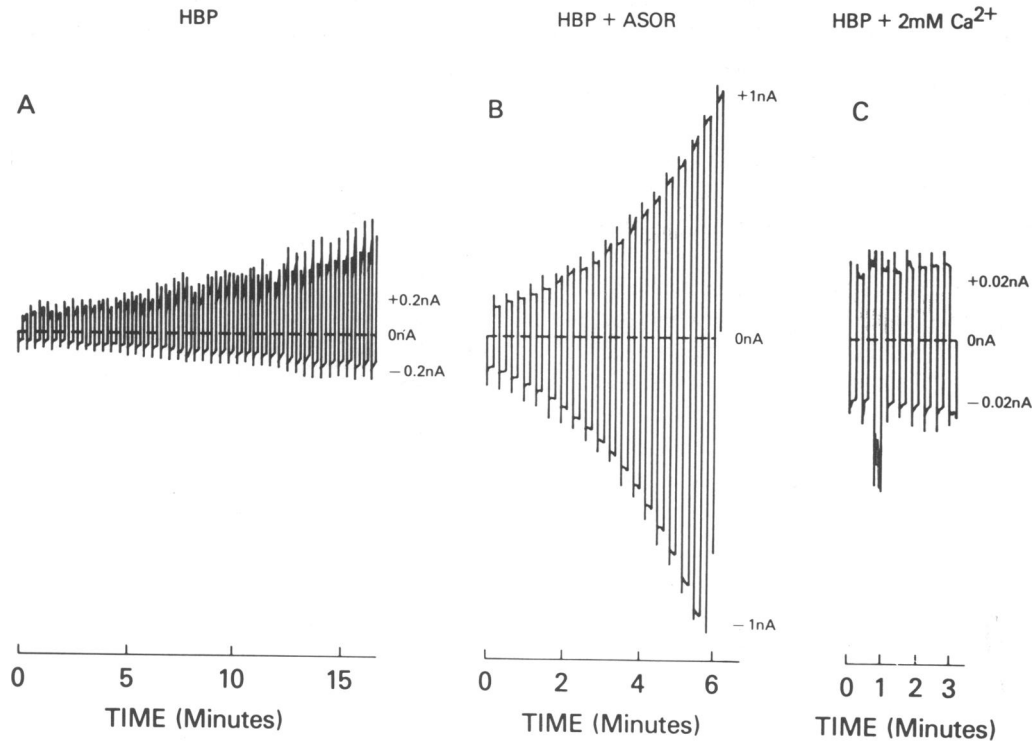 HBP
HBP + ASOR
HBP + 2mM Ca2+
A
B
C
+0.2nA
0nA
−0.2nA
+1nA
0nA
−1nA
+0.02nA
0nA
−0.02nA
0 5 10 15
TIME (Minutes)
0 2 4 6
TIME (Minutes)
0 1 2 3
TIME (Minutes)